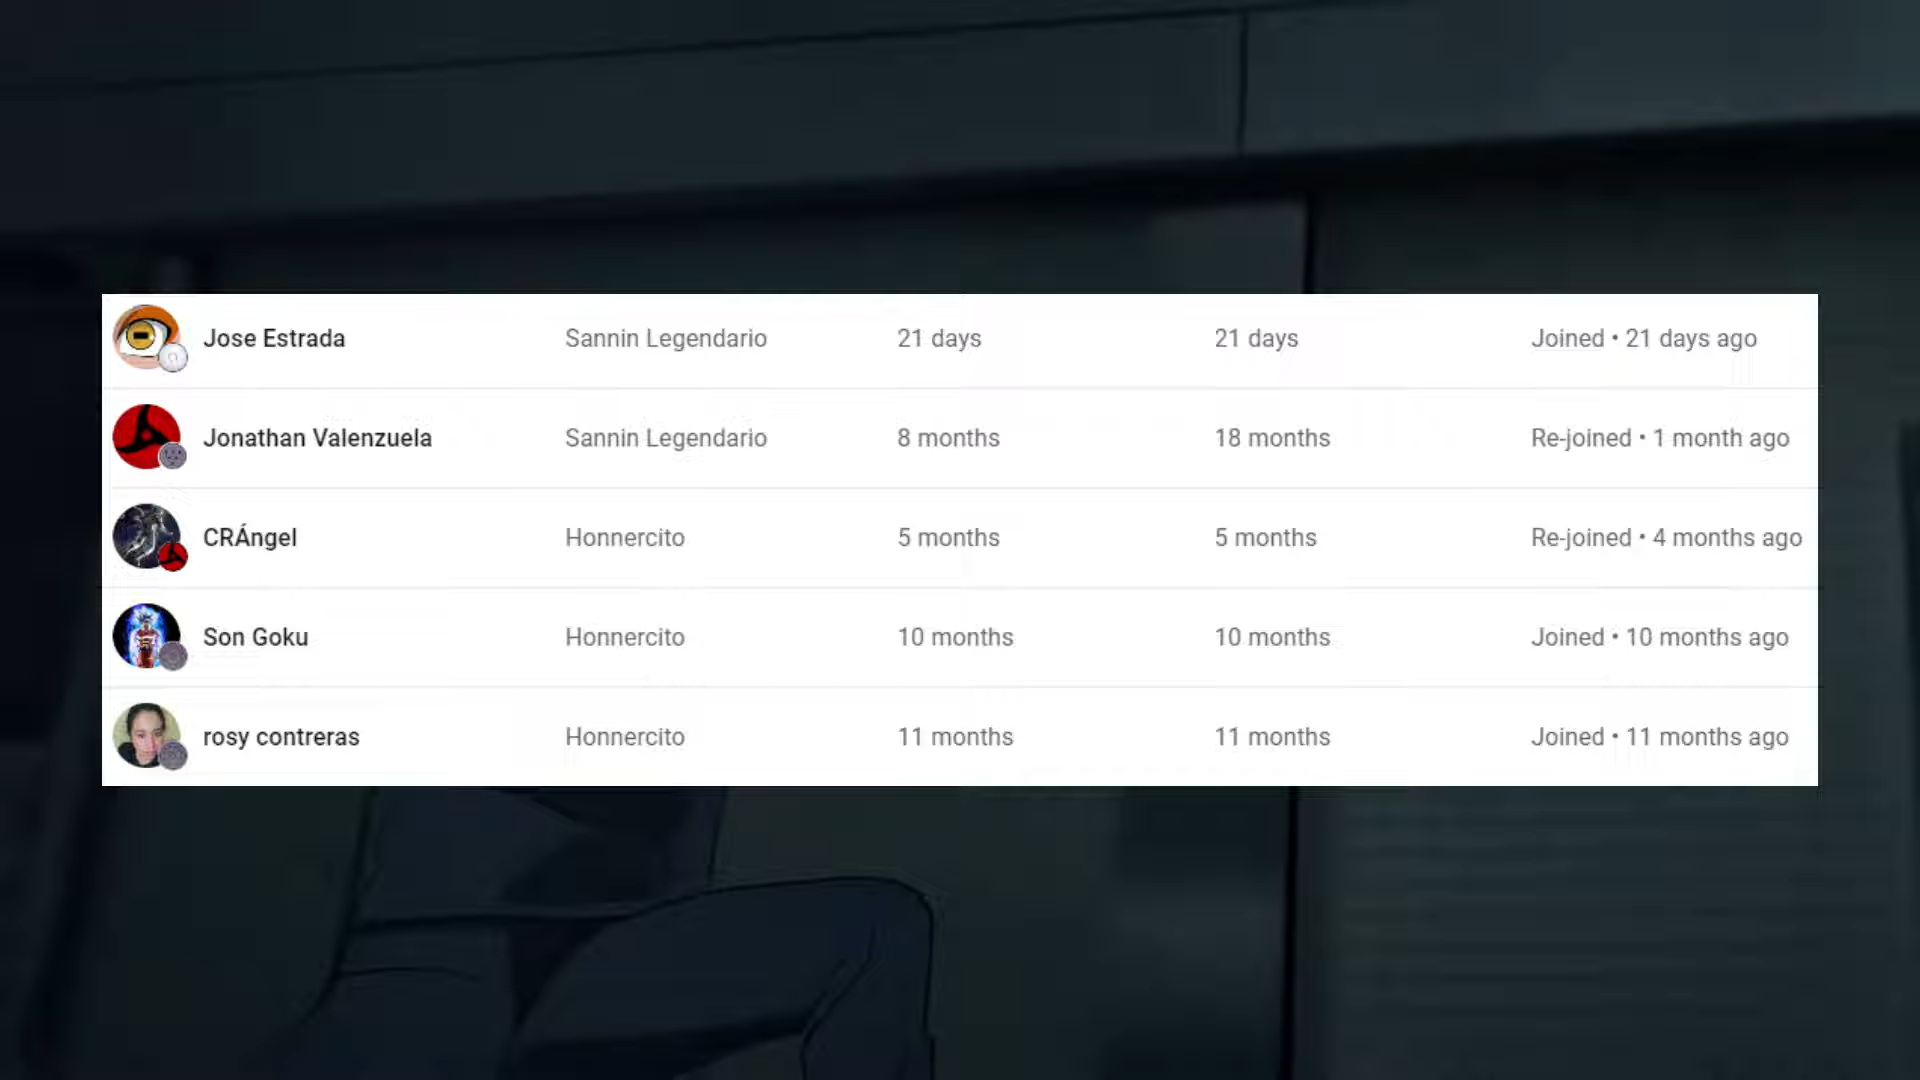 Jose Estrada Sannin Legendario 21 days 21 days Joined • 21 days ago
Jonathan Valenzuela Sannin Legendario 8 months 18 months Re-joined • 1 month ago
CRÁngel Honnercito 5 months 5 months Re-joined • 4 months ago
Son Goku Honnercito 10 months 10 months Joined • 10 months ago
rosy contreras Honnercito 11 months 11 months Joined • 11 months ago